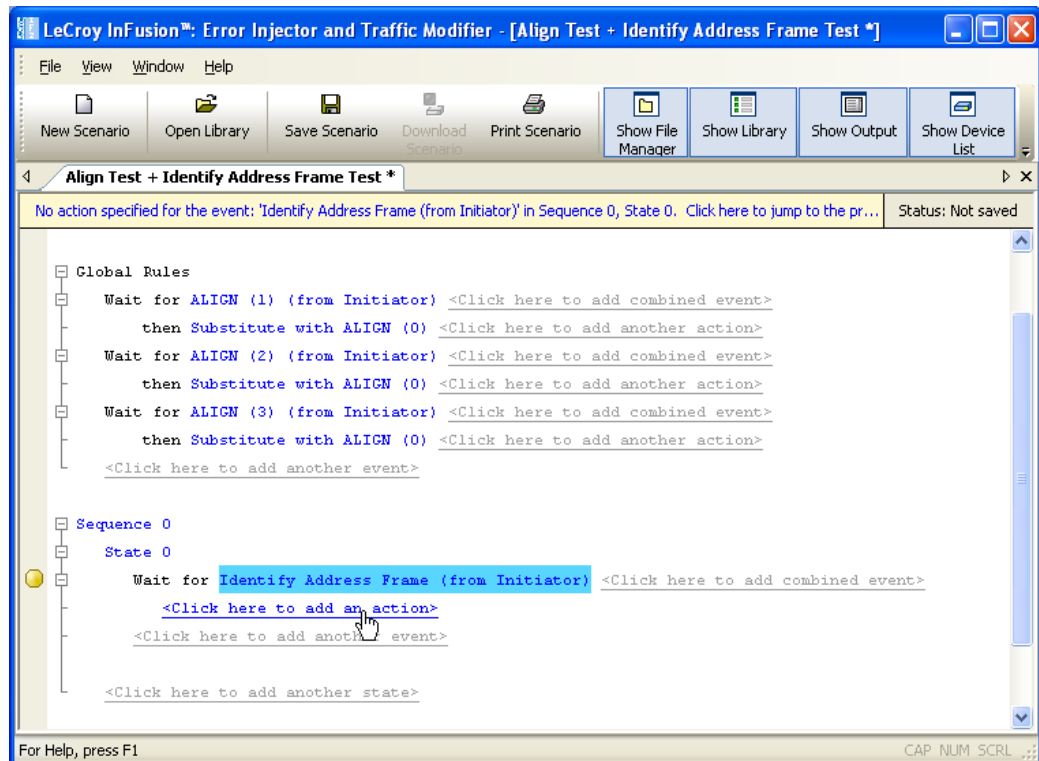 LeCroy InFusion™: Error Injector and Traffic Modifier - [Align Test + Identify Address Frame Test *]
File View Window Help
New Scenario Open Library Save Scenario Download Scenario Print Scenario Show File Manager Show Library Show Output Show Device List
Align Test + Identify Address Frame Test *
No action specified for the event: 'Identify Address Frame (from Initiator)' in Sequence 0, State 0. Click here to jump to the pr... Status: Not saved
Global Rules
Wait for ALIGN (1) (from Initiator) <Click here to add combined event>
then Substitute with ALIGN (0) <Click here to add another action>
Wait for ALIGN (2) (from Initiator) <Click here to add combined event>
then Substitute with ALIGN (0) <Click here to add another action>
Wait for ALIGN (3) (from Initiator) <Click here to add combined event>
then Substitute with ALIGN (0) <Click here to add another action>
<Click here to add another event>
Sequence 0
State 0
Wait for Identify Address Frame (from Initiator) <Click here to add combined event>
<Click here to add an action>
<Click here to add another event>
<Click here to add another state>
For Help, press F1 CAP NUM SCRL